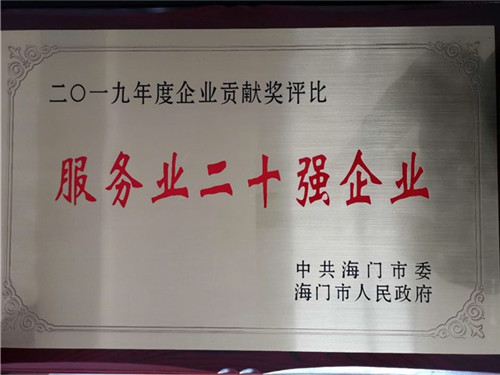 二〇一九年度企业贡献奖评比
服务业二十强企业
中共海门市委
海门市人民政府